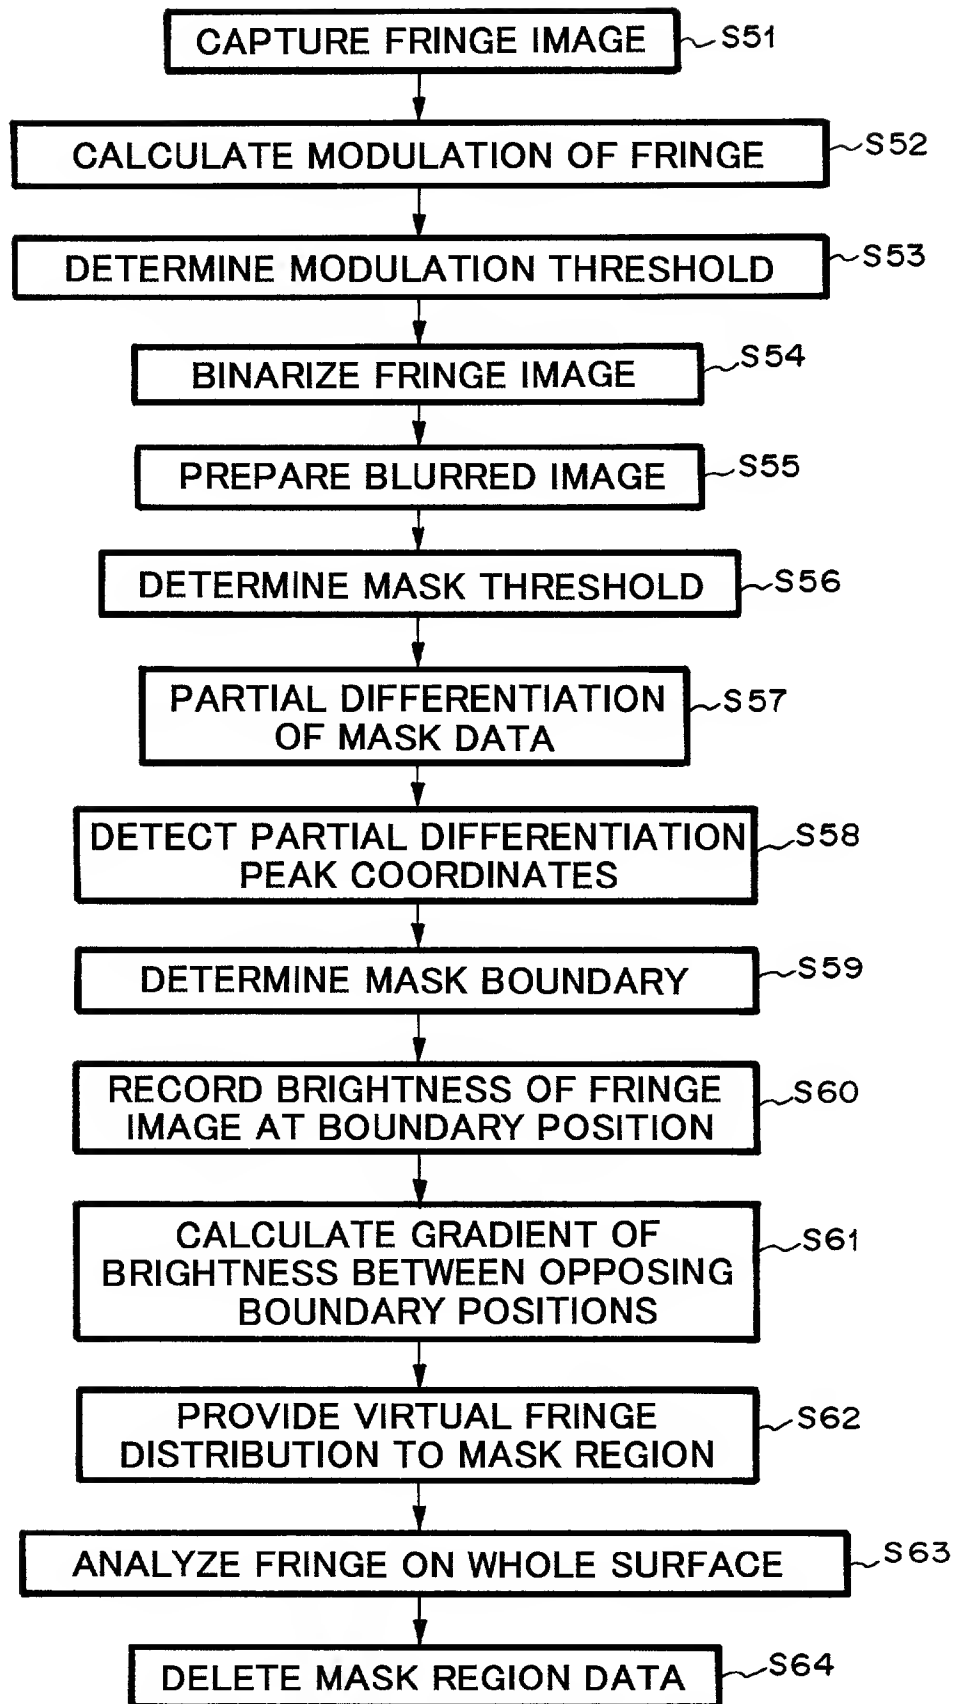 CAPTURE FRINGE IMAGE S51
CALCULATE MODULATION OF FRINGE S52
DETERMINE MODULATION THRESHOLD S53
BINARIZE FRINGE IMAGE S54
PREPARE BLURRED IMAGE S55
DETERMINE MASK THRESHOLD S56
PARTIAL DIFFERENTIATION S57
OF MASK DATA
DETECT PARTIAL DIFFERENTIATION S58
PEAK COORDINATES
DETERMINE MASK BOUNDARY S59
RECORD BRIGHTNESS OF FRINGE S60
IMAGE AT BOUNDARY POSITION
CALCULATE GRADIENT OF S61
BRIGHTNESS BETWEEN OPPOSING
BOUNDARY POSITIONS
PROVIDE VIRTUAL FRINGE S62
DISTRIBUTION TO MASK REGION
ANALYZE FRINGE ON WHOLE SURFACE S63
DELETE MASK REGION DATA S64